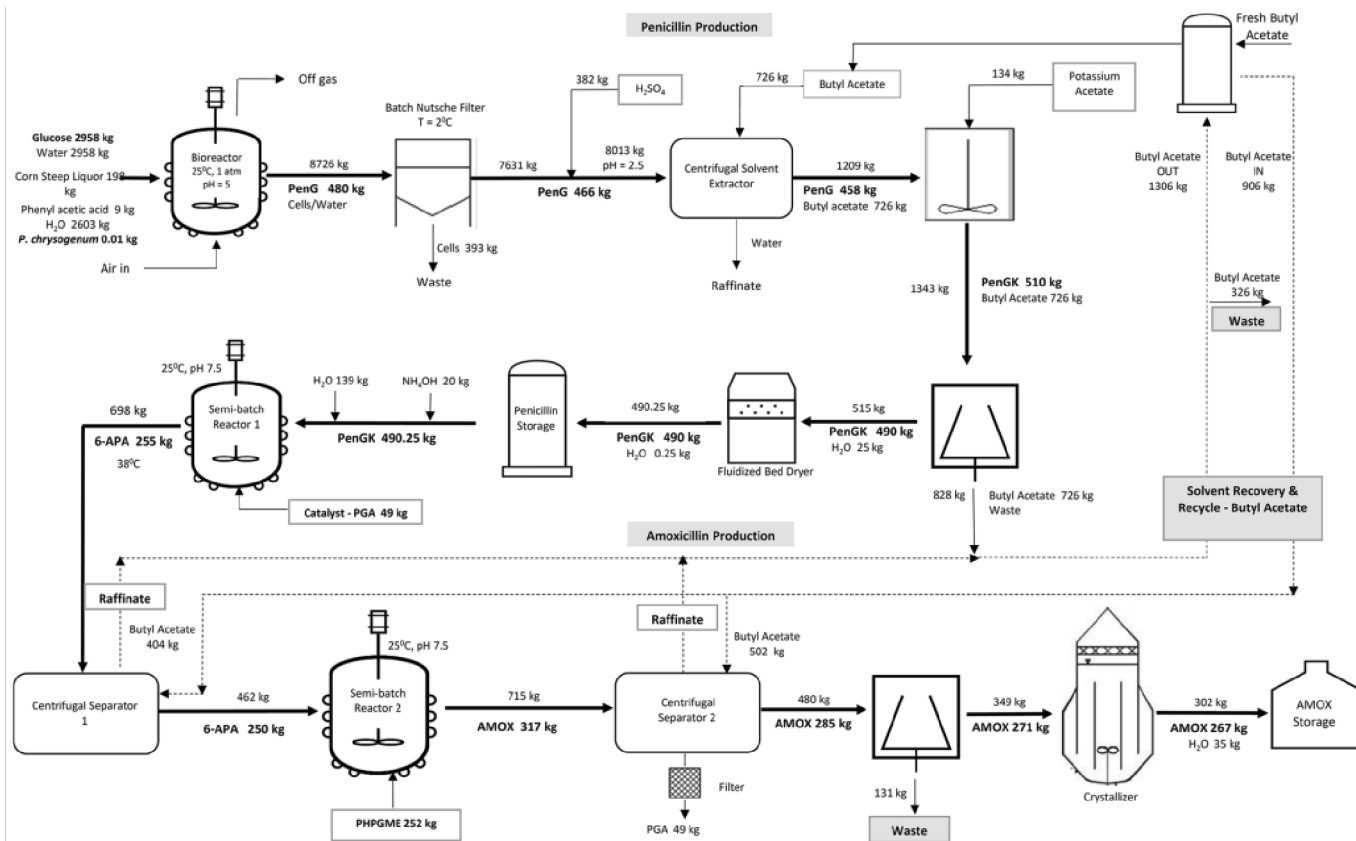 Penicillin Production
Fresh Butyl
Acetate
Off gas
382 kg
H₂SO₄
726 kg
Butyl Acetate
134 kg
Potassium
Acetate
Batch Nutsche Filter
T = 2⁰C
Glucose 2958 kg
Water 2958 kg
Corn Steep Liquor 198
kg
Phenyl acetic acid 9 kg
H₂O 2603 kg
P. chrysogenum 0.01 kg
Air in
Bioreactor
25⁰C, 1 atm
pH = 5
8726 kg
PenG 480 kg
Cells/Water
Cells 393 kg
Waste
7631 kg
PenG 466 kg
8013 kg
pH = 2.5
Centrifugal Solvent
Extractor
Water
Raffinate
1209 kg
PenG 458 kg
Butyl acetate 726 kg
Butyl Acetate
OUT
1306 kg
Butyl Acetate
IN
906 kg
1343 kg
PenGK 510 kg
Butyl Acetate 726 kg
Butyl Acetate
326 kg
Waste
25⁰C, pH 7.5
Semi-batch
Reactor 1
698 kg
6-APA 255 kg
38⁰C
Catalyst - PGA 49 kg
H₂O 139 kg
NH₄OH 20 kg
PenGK 490.25 kg
Penicillin
Storage
490.25 kg
PenGK 490 kg
H₂O 0.25 kg
Fluidized Bed Dryer
515 kg
PenGK 490 kg
H₂O 25 kg
828 kg
Butyl Acetate 726 kg
Waste
Solvent Recovery &
Recycle - Butyl Acetate
Amoxicillin Production
Raffinate
Butyl Acetate
404 kg
Raffinate
Butyl Acetate
502 kg
Centrifugal Separator
1
462 kg
6-APA 250 kg
25⁰C, pH 7.5
Semi-batch
Reactor 2
PHPGME 252 kg
715 kg
AMOX 317 kg
Centrifugal
Separator 2
Filter
PGA 49 kg
480 kg
AMOX 285 kg
131 kg
Waste
349 kg
AMOX 271 kg
Crystallizer
302 kg
AMOX 267 kg
H₂O 35 kg
AMOX
Storage